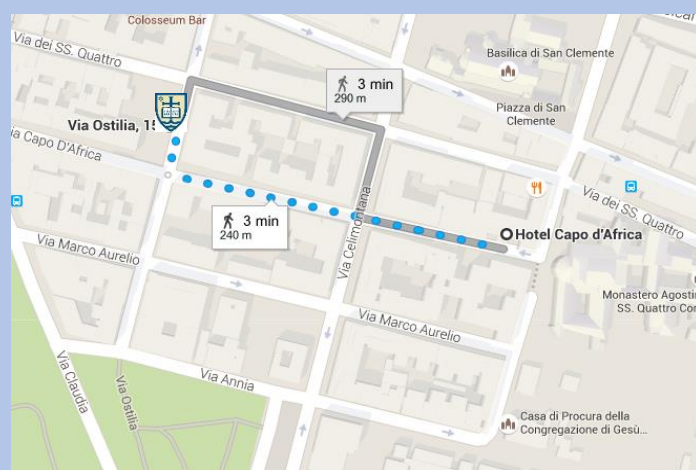 Colosseum Bar
Via dei SS. Quattro
Basilica di San Clemente
3 min
290 m
Piazza di San
Clemente
Via Ostilia, 15
Via Capo D'Africa
3 min
240 m
Via Celimontana
Via dei SS. Quattro
Hotel Capo d'Africa
Via Marco Aurelio
Monastero Agosti
SS. Quattro Cor
Via Marco Aurelio
Via Claudia
Via Ostilia
Via Annia
Casa di Procura della
Congregazione di Gesù...